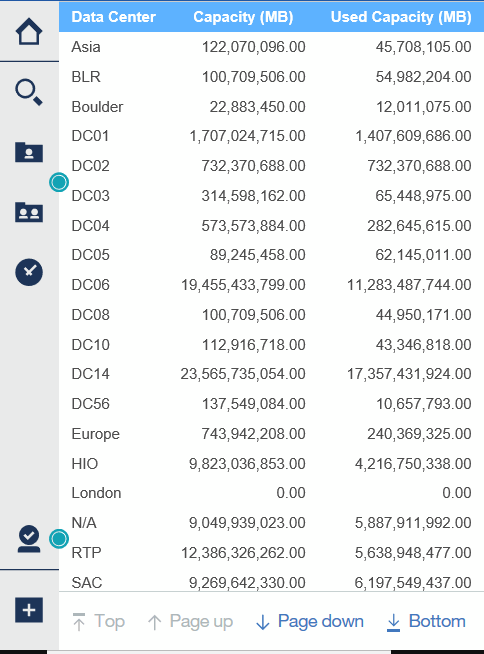 Data Center Capacity (MB) Used Capacity (MB)
Asia 122,070,096.00 45,708,105.00
BLR 100,709,506.00 54,982,204.00
Boulder 22,883,450.00 12,011,075.00
DC01 1,707,024,715.00 1,407,609,686.00
DC02 732,370,688.00 732,370,688.00
DC03 314,598,162.00 65,448,975.00
DC04 573,573,884.00 282,645,615.00
DC05 89,245,458.00 62,145,011.00
DC06 19,455,433,799.00 11,283,487,744.00
DC08 100,709,506.00 44,950,171.00
DC10 112,916,718.00 43,346,818.00
DC14 23,565,735,054.00 17,357,431,924.00
DC56 137,549,084.00 10,657,793.00
Europe 743,942,208.00 240,369,325.00
HIO 9,823,036,853.00 4,216,750,338.00
London 0.00 0.00
N/A 9,049,939,023.00 5,887,911,992.00
RTP 12,386,326,262.00 5,638,948,477.00
SAC 9,269,642,330.00 6,197,549,437.00
Top Page up Page down Bottom